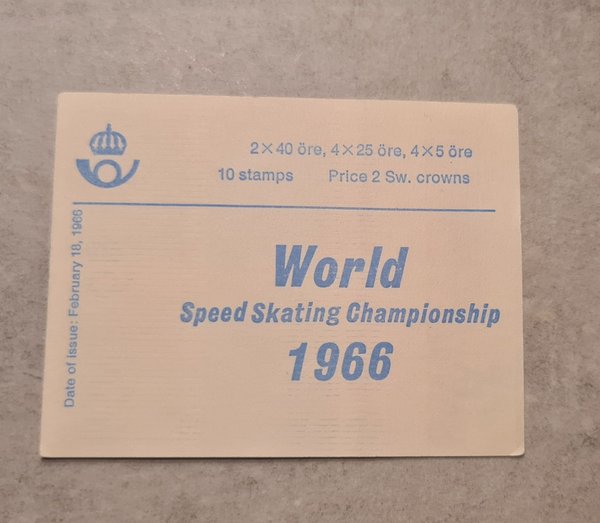 2×40 öre, 4×25 öre, 4×5 öre
10 stamps Price 2 Sw. crowns
Date of issue: February 18, 1966
World
Speed Skating Championship
1966